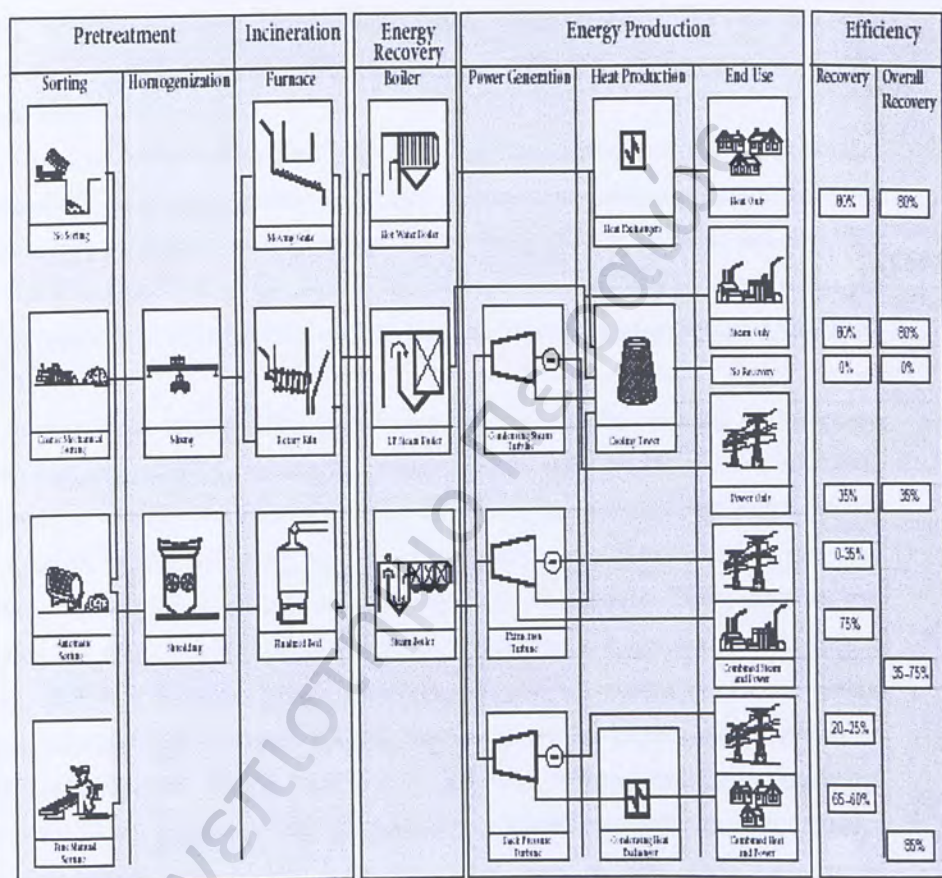 Pretreatment
Incineration
Energy
Recovery
Energy Production
Efficiency
Sorting
Homogenization
Furnace
Boiler
Power Generation
Heat Production
End Use
Recovery
Overall
Recovery
No Sorting
Moving Grate
Hot Water Boiler
Heat Exchangers
Heat Only
80%
80%
Steam Only
80%
80%
No Recovery
0%
0%
Coarse Mechanical
Sorting
Mixing
Rotary Kiln
LP Steam Boiler
Condensing Steam
Turbine
Cooling Tower
Power Only
35%
35%
0–35%
Automatic
Sorting
Shredding
Fluidized Bed
Steam Boiler
Extraction
Turbine
75%
Combined Steam
and Power
35–75%
20–25%
Fine Manual
Sorting
Back Pressure
Turbine
Condensing Heat
Exchanger
65–60%
Combined Heat
and Power
85%
Πανεπιστήμιο Πειραιώς